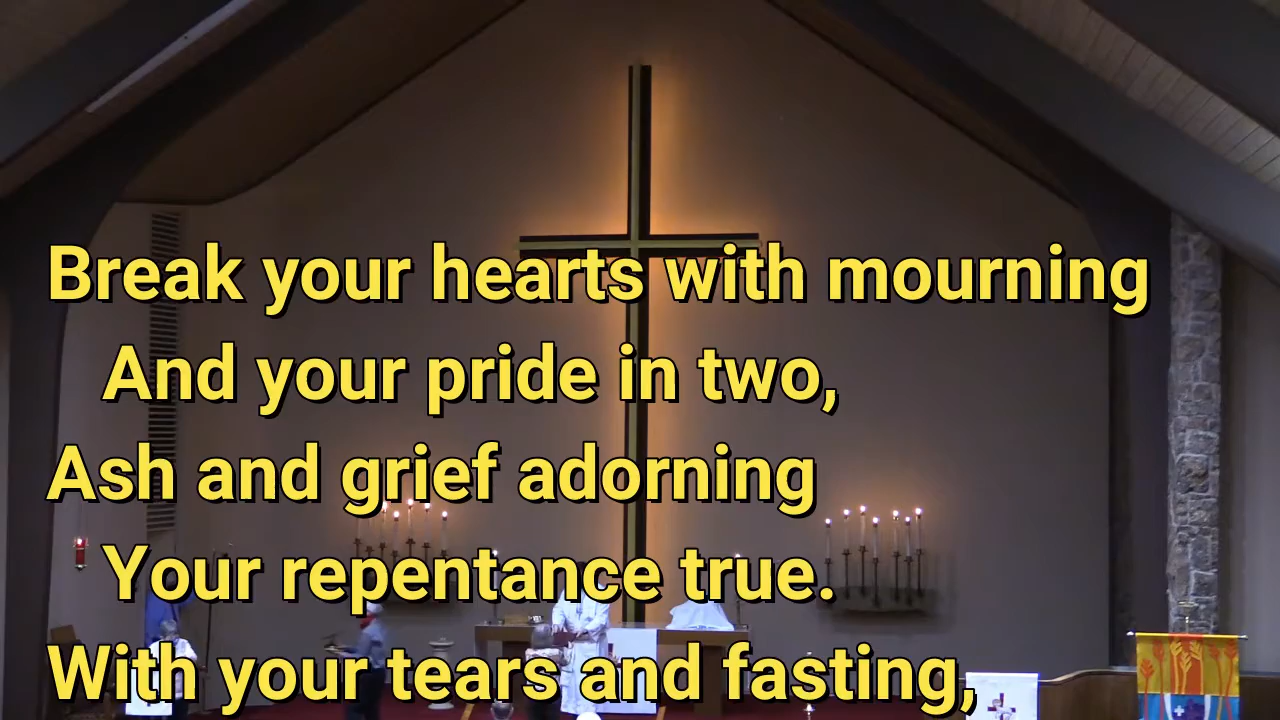 Break your hearts with mourning
And your pride in two,
Ash and grief adorning
Your repentance true.
With your tears and fasting,